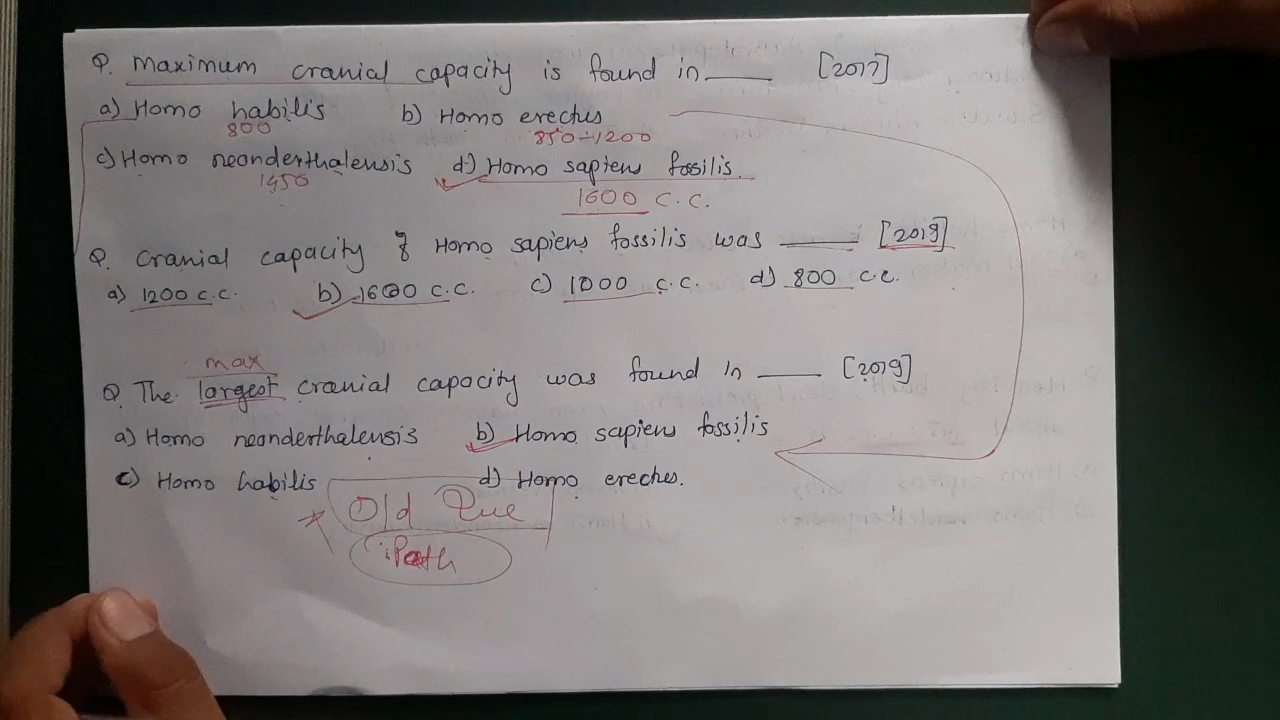 Q. Maximum cranial capacity is found in ____ [2017]
a) Homo habilis b) Homo erectus
800 850-1200
c) Homo neanderthalensis d) Homo sapiens fossilis.
1450
1600 C.C.
Q. Cranial capacity of Homo sapiens fossilis was ____ [2019]
a) 1200 c.c. b) 1600 c.c. c) 1000 c.c. d) 800 c.c.
max
Q. The largest cranial capacity was found in ____ [2019]
a) Homo neanderthalensis b) Homo sapiens fossilis
c) Homo habilis d) Homo ereches.
Old Que
Path